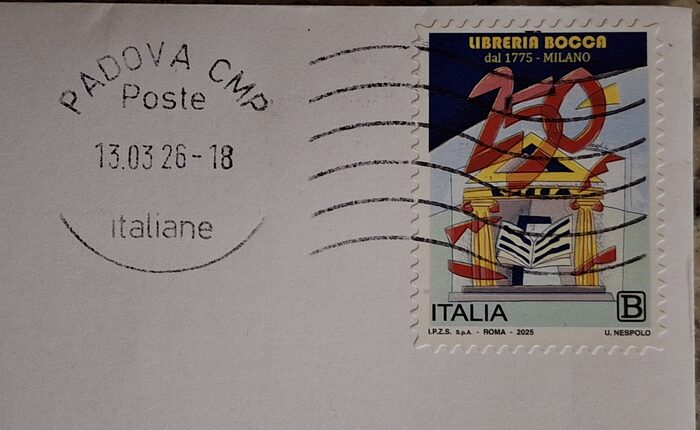 PADOVA CMP
Poste
13.03 26-18
italiane
LIBRERIA BOCCA
dal 1775 - MILANO
250
ITALIA B
I.P.Z.S. S.p.A. - ROMA - 2025 U. NESPOLO